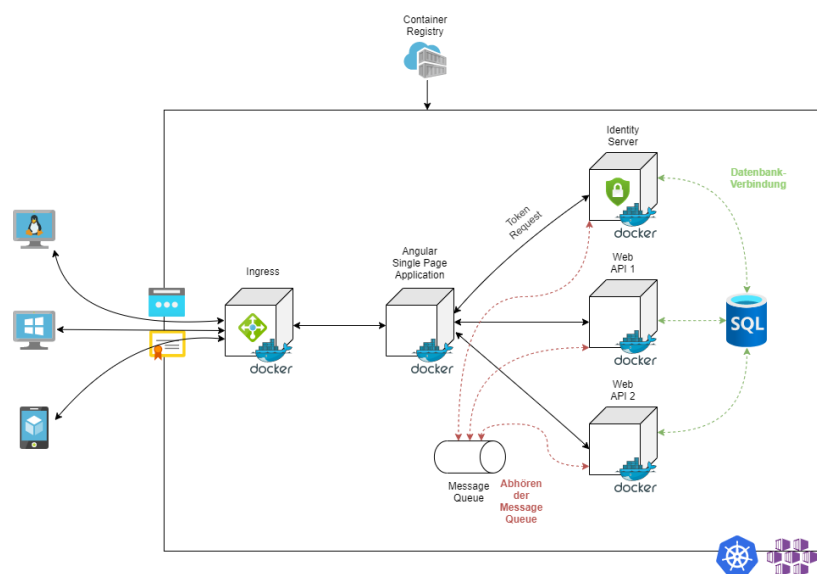 Container
Registry
Identity
Server
Datenbank-
Verbindung
Token
Request
docker
Ingress
Angular
Single Page
Application
Web
API 1
SQL
docker
docker
docker
Web
API 2
docker
Message
Queue
Abhören
der
Message
Queue